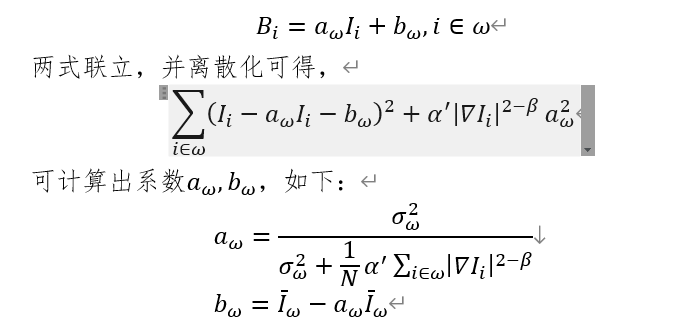 B_i = a_ω I_i + b_ω, i ∈ ω
两式联立，并离散化可得，
∑_{i∈ω} (I_i − a_ω I_i − b_ω)^2 + α′|∇I_i|^{2−β} a_ω^2
可计算出系数a_ω, b_ω，如下：
a_ω = σ_ω^2 / (σ_ω^2 + (1/N) α′ ∑_{i∈ω} |∇I_i|^{2−β})
b_ω = Ī_ω − a_ω Ī_ω